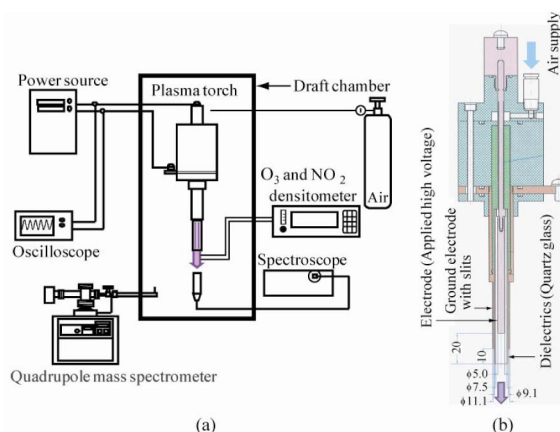 Power source
Plasma torch
Draft chamber
O3 and NO2
densitometer
Air
Oscilloscope
Spectroscope
Quadrupole mass spectrometer
(a)
Air supply
Electrode (Applied high voltage)
Ground electrode
with slits
Dielectrics (Quartz glass)
20
10
ϕ5.0
ϕ7.5
ϕ9.1
ϕ11.1
(b)